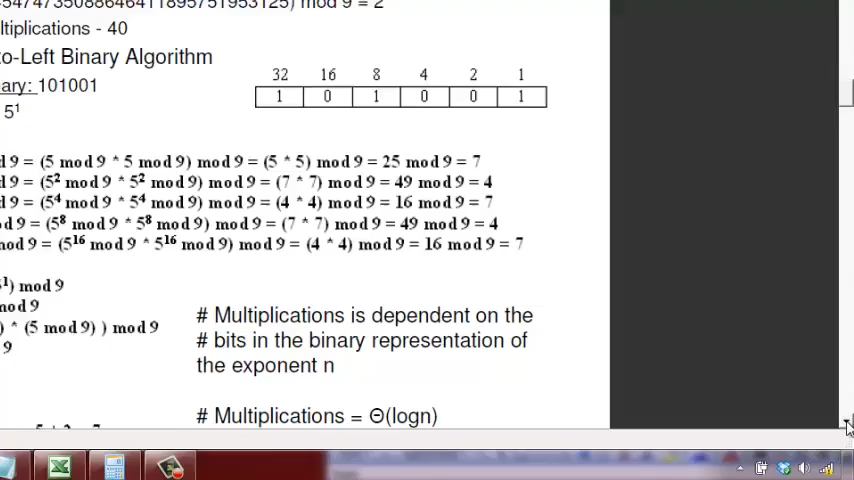 54747350886464118957519531​25) mod 9 = 2
ltiplications - 40
to-Left Binary Algorithm
ary: 101001
5¹
32 16 8 4 2 1
1 0 1 0 0 1
d 9 = (5 mod 9 * 5 mod 9) mod 9 = (5 * 5) mod 9 = 25 mod 9 = 7
d 9 = (5² mod 9 * 5² mod 9) mod 9 = (7 * 7) mod 9 = 49 mod 9 = 4
d 9 = (5⁴ mod 9 * 5⁴ mod 9) mod 9 = (4 * 4) mod 9 = 16 mod 9 = 7
od 9 = (5⁸ mod 9 * 5⁸ mod 9) mod 9 = (7 * 7) mod 9 = 49 mod 9 = 4
mod 9 = (5¹⁶ mod 9 * 5¹⁶ mod 9) mod 9 = (4 * 4) mod 9 = 16 mod 9 = 7
¹) mod 9
mod 9
) * (5 mod 9) ) mod 9
9
# Multiplications is dependent on the
# bits in the binary representation of
the exponent n
# Multiplications = Θ(logn)